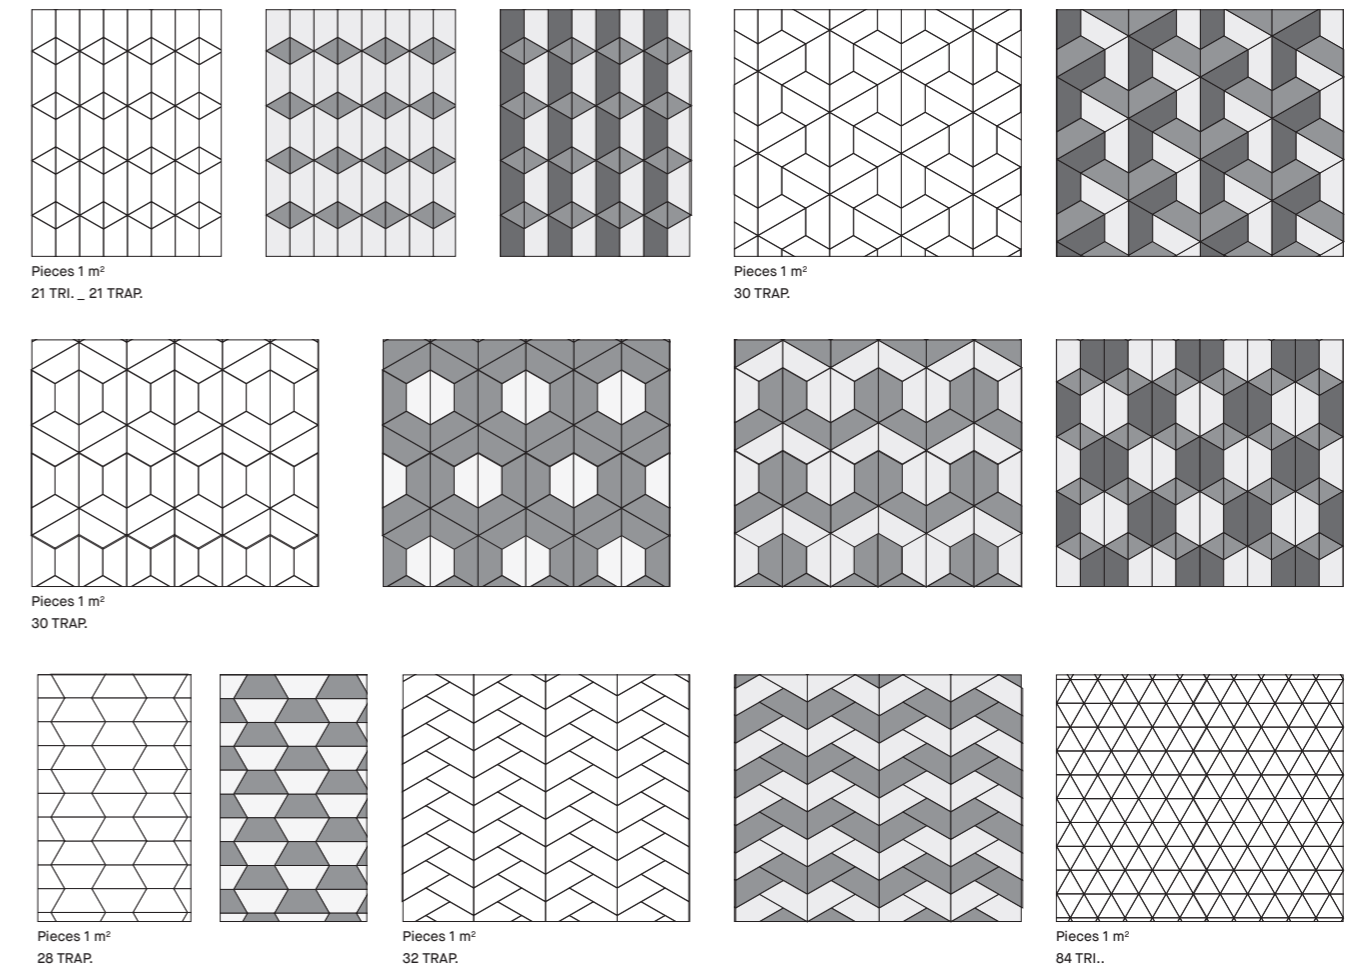 Pieces 1 m²
21 TRI. _ 21 TRAP.
Pieces 1 m²
30 TRAP.
Pieces 1 m²
30 TRAP.
Pieces 1 m²
28 TRAP.
Pieces 1 m²
32 TRAP.
Pieces 1 m²
84 TRI..